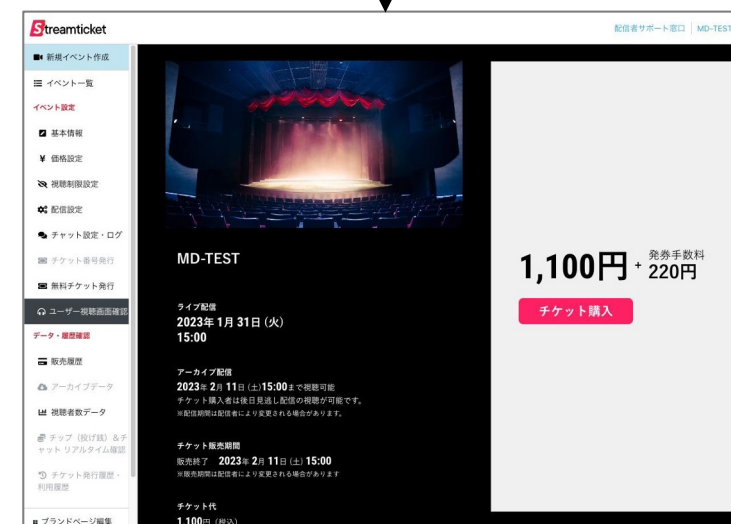 Streamticket
配信者サポート窓口 MD-TEST
新規イベント作成
イベント一覧
イベント設定
基本情報
価格設定
視聴制限設定
配信設定
チャット設定・ログ
チケット番号発行
無料チケット発行
ユーザー視聴画面確認
データ・履歴確認
販売履歴
アーカイブデータ
視聴者数データ
チップ（投げ銭）＆チ
ャット リアルタイム確認
チケット発行履歴・
利用履歴
ブランドページ編集
MD-TEST
ライブ配信
2023年 1月 31日 (火)
15:00
アーカイブ配信
2023年 2月 11日 (土)15:00まで視聴可能
チケット購入者は後日見逃し配信の視聴が可能です。
※配信期間は配信者により変更される場合があります。
チケット販売期間
販売終了 2023年 2月 11日 (土) 15:00
※販売期間は配信者により変更される場合があります
チケット代
1,100円 (税込)
1,100円 + 発券手数料
220円
チケット購入